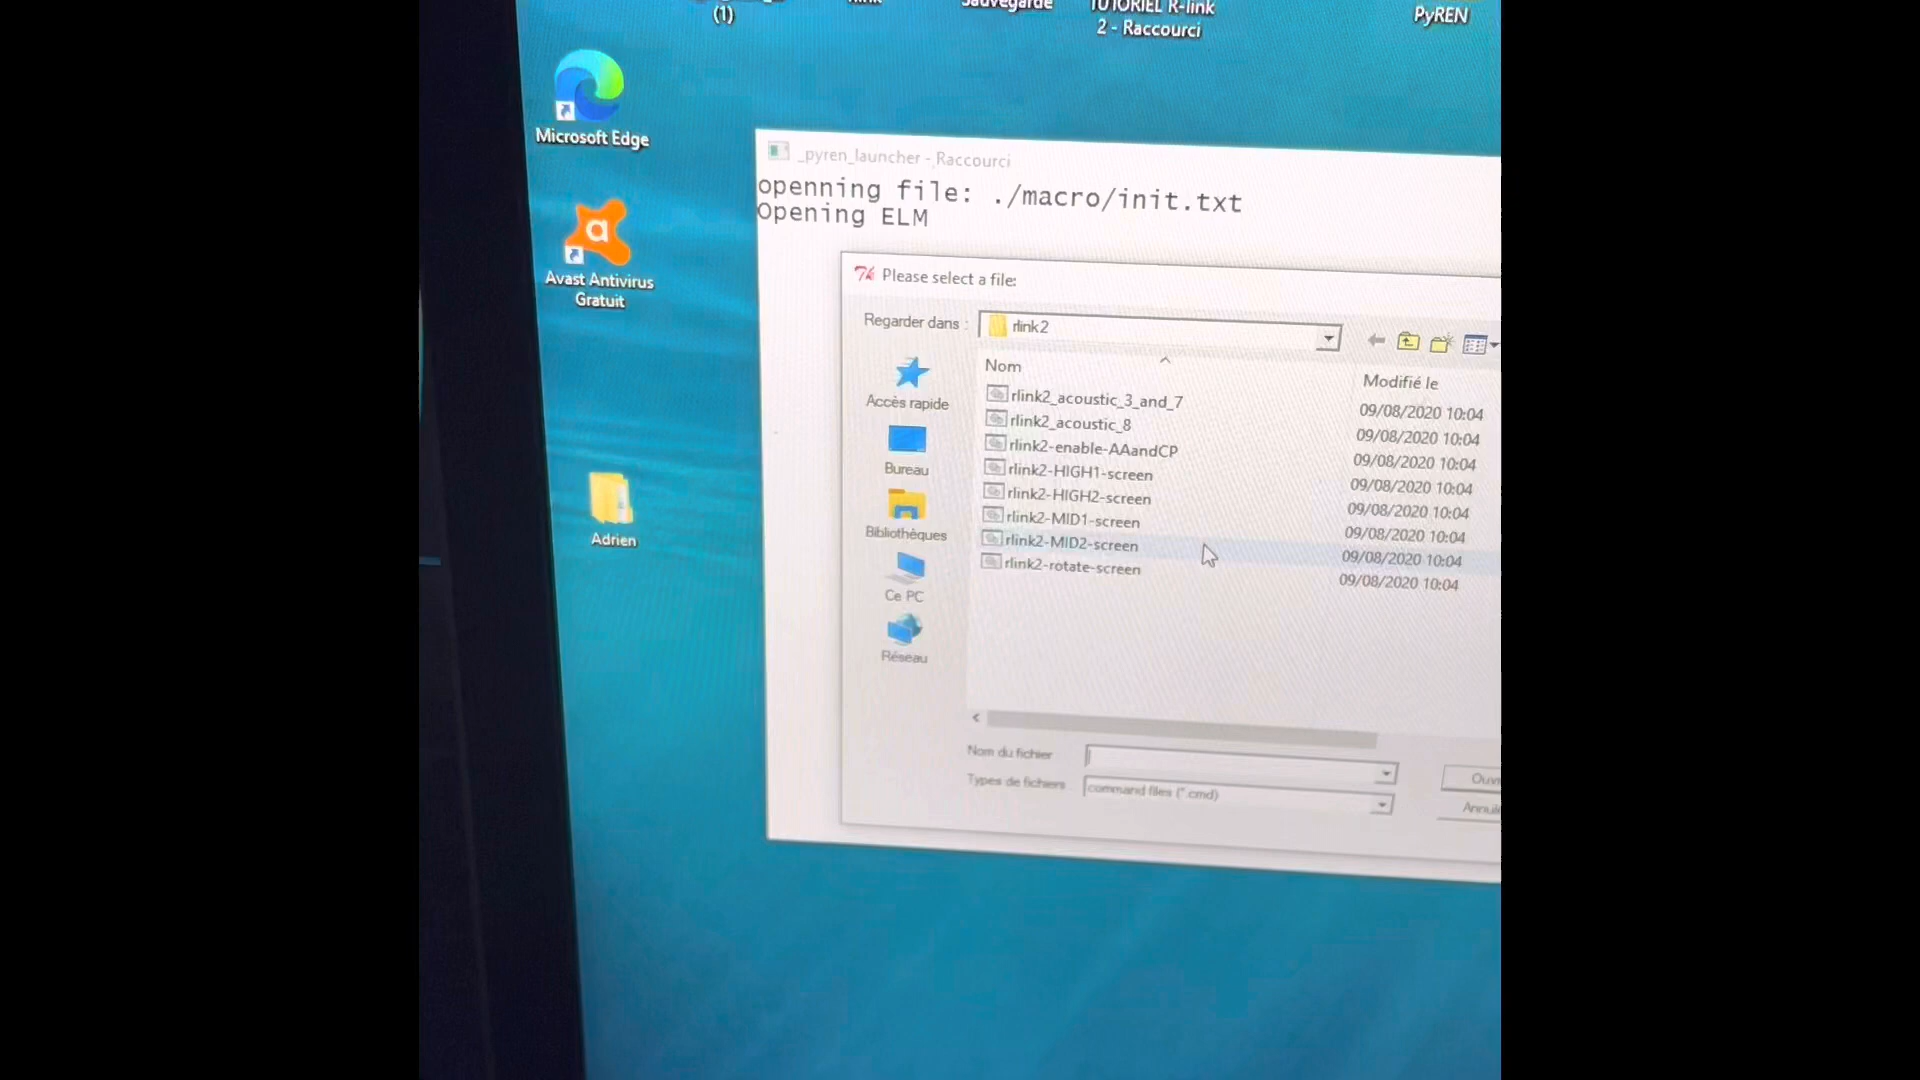 (1)
Sauvegarde
TUTORIEL R-link
2 - Raccourci
PyREN
Microsoft Edge
Avast Antivirus
Gratuit
Adrien
_pyren_launcher - Raccourci
openning file: ./macro/init.txt
Opening ELM
Please select a file:
Regarder dans : rlink2
Accès rapide
Bureau
Bibliothèques
Ce PC
Réseau
Nom Modifié le
rlink2_acoustic_3_and_7 09/08/2020 10:04
rlink2_acoustic_8 09/08/2020 10:04
rlink2-enable-AAandCP 09/08/2020 10:04
rlink2-HIGH1-screen 09/08/2020 10:04
rlink2-HIGH2-screen 09/08/2020 10:04
rlink2-MID1-screen 09/08/2020 10:04
rlink2-MID2-screen 09/08/2020 10:04
rlink2-rotate-screen 09/08/2020 10:04
Nom du fichier
Types de fichiers command files (*.cmd)
Ouv
Annul